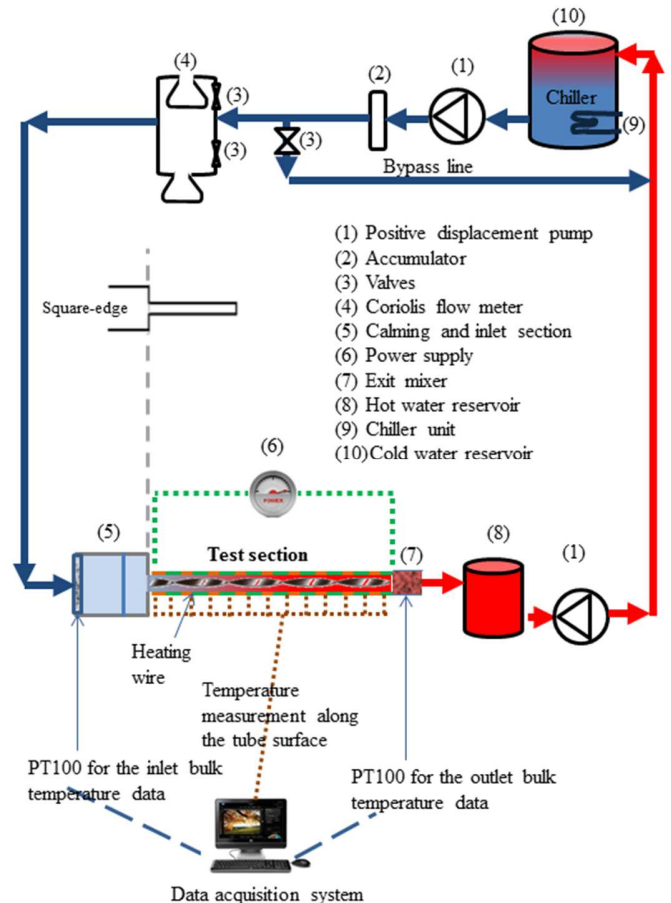 (10)
(4)
(1)
(2)
(3)
Chiller
(9)
(3)
(3)
Bypass line
(1) Positive displacement pump
(2) Accumulator
(3) Valves
(4) Coriolis flow meter
(5) Calming and inlet section
(6) Power supply
(7) Exit mixer
(8) Hot water reservoir
(9) Chiller unit
(10)Cold water reservoir
Square-edge
(6)
POWER
(5)
Test section
(7)
(8)
(1)
Heating
wire
Temperature
measurement along
the tube surface
PT100 for the inlet bulk
temperature data
PT100 for the outlet bulk
temperature data
Data acquisition system